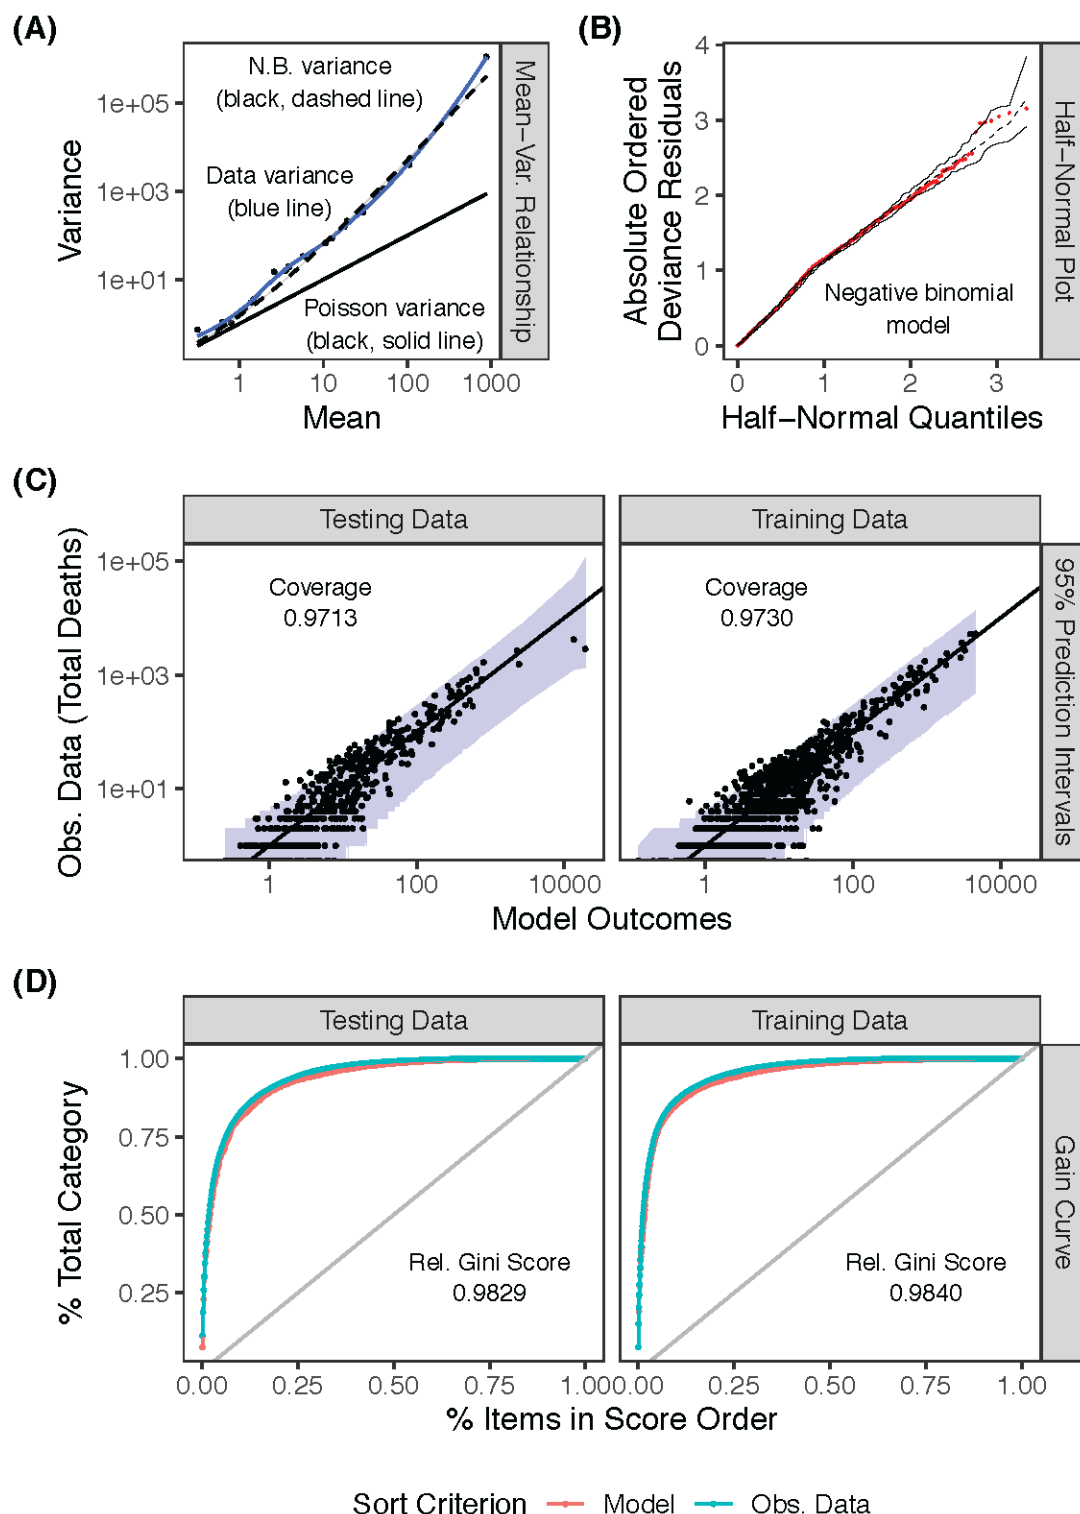 (A)
N.B. variance
(black, dashed line)
Data variance
(blue line)
Poisson variance
(black, solid line)
Variance
1e+05
1e+03
1e+01
1
10
100
1000
Mean
Mean−Var. Relationship
(B)
Absolute Ordered
Deviance Residuals
4
3
2
1
0
Negative binomial
model
0
1
2
3
Half−Normal Quantiles
Half−Normal Plot
(C)
Testing Data
Training Data
Obs. Data (Total Deaths)
1e+05
1e+03
1e+01
Coverage
0.9713
Coverage
0.9730
1
100
10000
1
100
10000
Model Outcomes
95% Prediction Intervals
(D)
Testing Data
Training Data
% Total Category
1.00
0.75
0.50
0.25
Rel. Gini Score
0.9829
Rel. Gini Score
0.9840
0.00
0.25
0.50
0.75
1.00
0.00
0.25
0.50
0.75
1.00
% Items in Score Order
Gain Curve
Sort Criterion
Model
Obs. Data